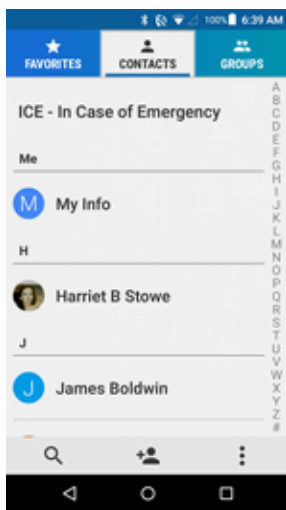 100% 6:39 AM
FAVORITES CONTACTS GROUPS
ICE - In Case of Emergency
Me
M My Info
H
Harriet B Stowe
J
J James Boldwin
A
B
C
D
E
F
G
H
I
J
K
L
M
N
O
P
Q
R
S
T
U
V
W
X
Y
Z
#